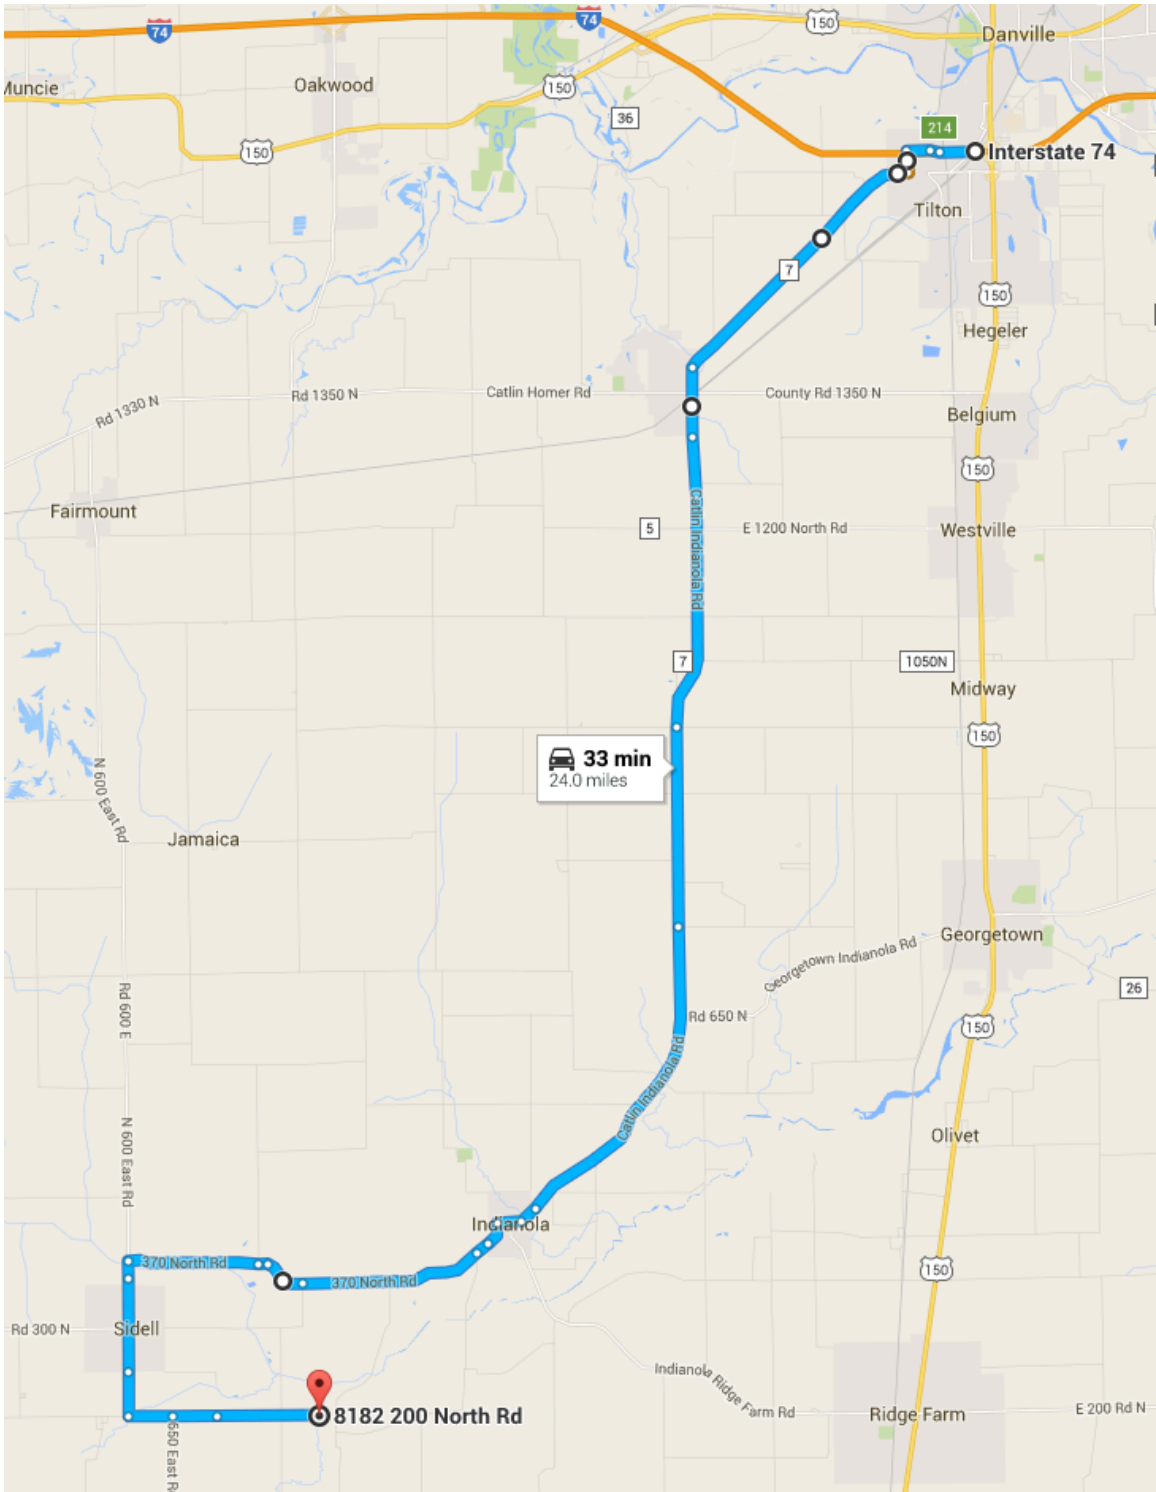 74
74
150
Danville
Muncie
Oakwood
150
36
214
150
Interstate 74
Tilton
7
150
Hegeler
Rd 1330 N
Rd 1350 N
Catlin Homer Rd
County Rd 1350 N
Belgium
150
Fairmount
5
E 1200 North Rd
Westville
Catlin Indianola Rd
7
1050N
Midway
150
33 min
24.0 miles
N 600 East Rd
Jamaica
Georgetown
Georgetown Indianola Rd
26
Rd 600 E
Rd 650 N
150
Catlin Indianola Rd
Olivet
N 600 East Rd
Indianola
370 North Rd
370 North Rd
150
Rd 300 N
Sidell
Indianola Ridge Farm Rd
8182 200 North Rd
Ridge Farm
E 200 Rd N
650 East R